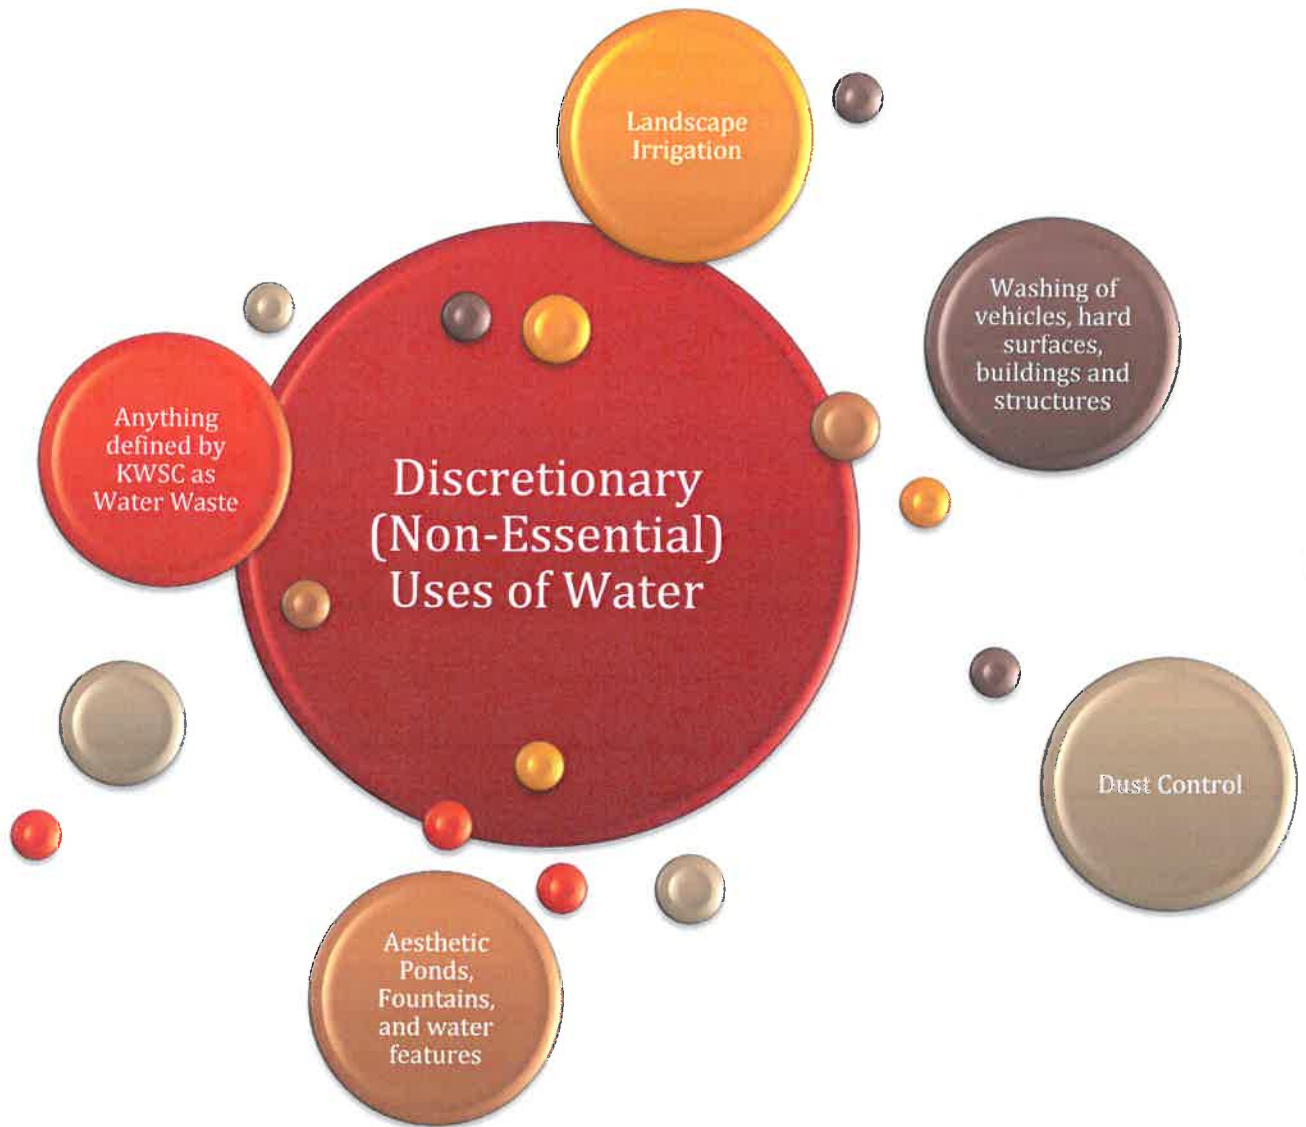 Landscape
Irrigation
Washing of
vehicles, hard
surfaces,
buildings and
structures
Anything
defined by
KWSC as
Water Waste
Discretionary
(Non-Essential)
Uses of Water
Dust Control
Aesthetic
Ponds,
Fountains,
and water
features